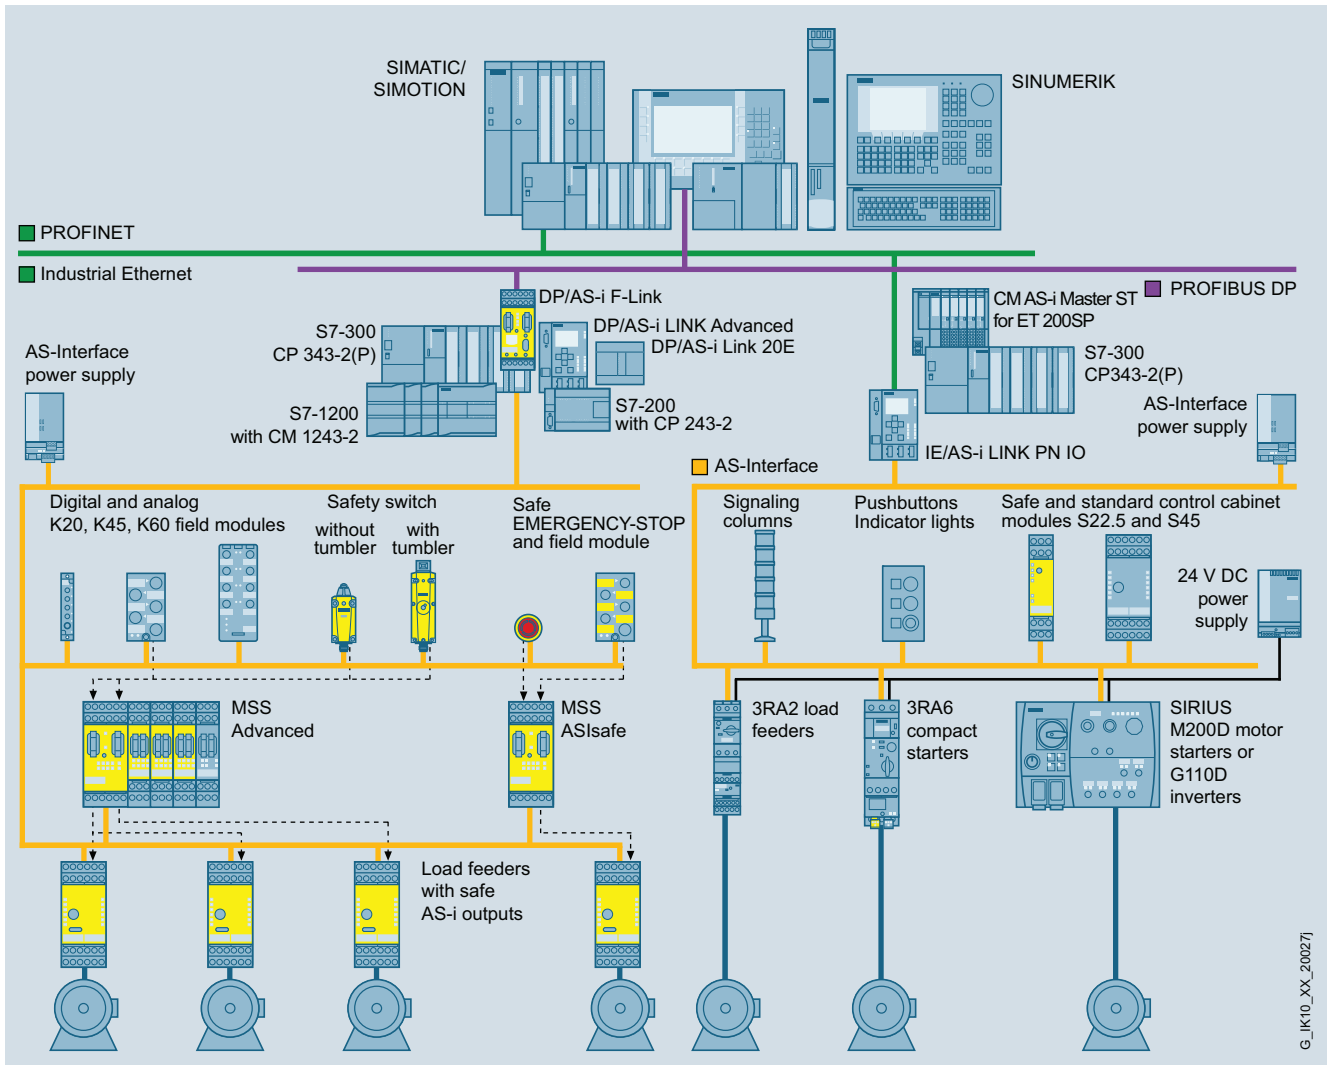 SIMATIC/
SIMOTION
SINUMERIK
PROFINET
Industrial Ethernet
PROFIBUS DP
DP/AS-i F-Link
S7-300
CP 343-2(P)
DP/AS-i LINK Advanced
DP/AS-i Link 20E
CM AS-i Master ST
for ET 200SP
S7-300
CP343-2(P)
AS-Interface
power supply
S7-1200
with CM 1243-2
S7-200
with CP 243-2
AS-Interface
power supply
IE/AS-i LINK PN IO
AS-Interface
Digital and analog
K20, K45, K60 field modules
Safety switch
without
tumbler
with
tumbler
Safe
EMERGENCY-STOP
and field module
Signaling
columns
Pushbuttons
Indicator lights
Safe and standard control cabinet
modules S22.5 and S45
24 V DC
power
supply
MSS
Advanced
MSS
ASIsafe
3RA2 load
feeders
3RA6
compact
starters
SIRIUS
M200D motor
starters or
G110D
inverters
Load feeders
with safe
AS-i outputs
G_IK10_XX_20027j